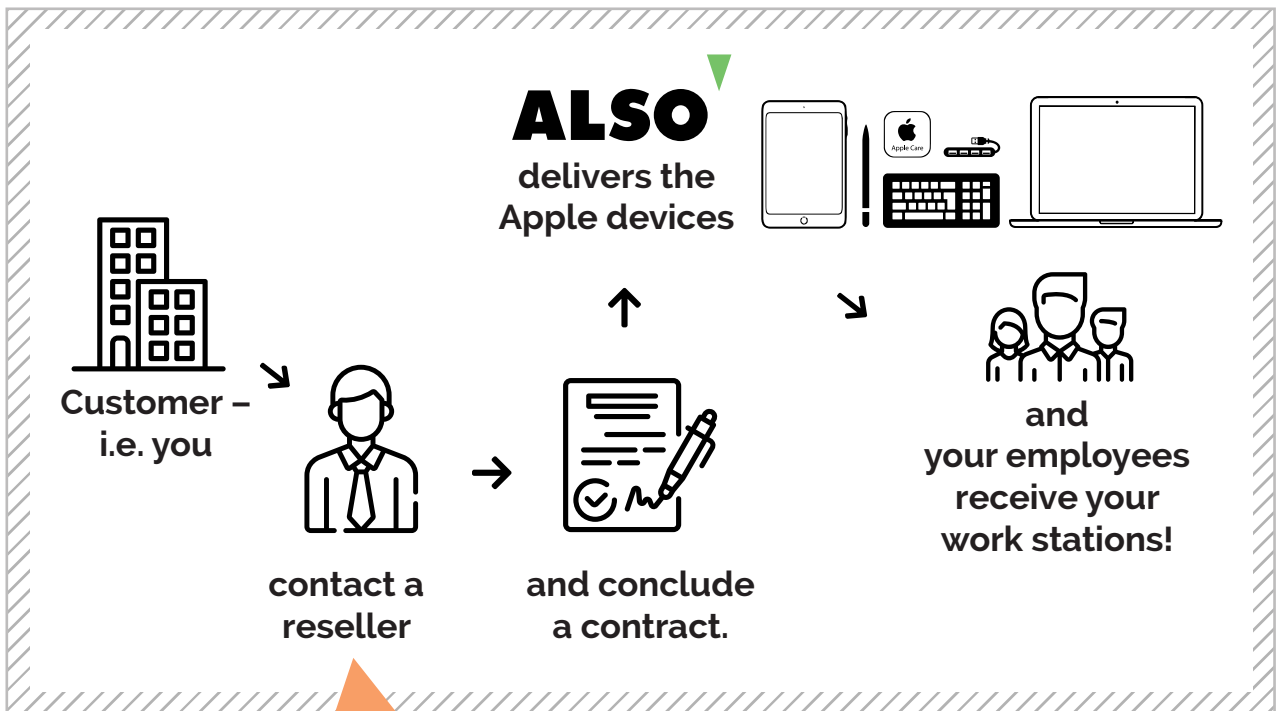 Customer –
i.e. you
contact a
reseller
and conclude
a contract.
ALSO
delivers the
Apple devices
Apple Care
and
your employees
receive your
work stations!